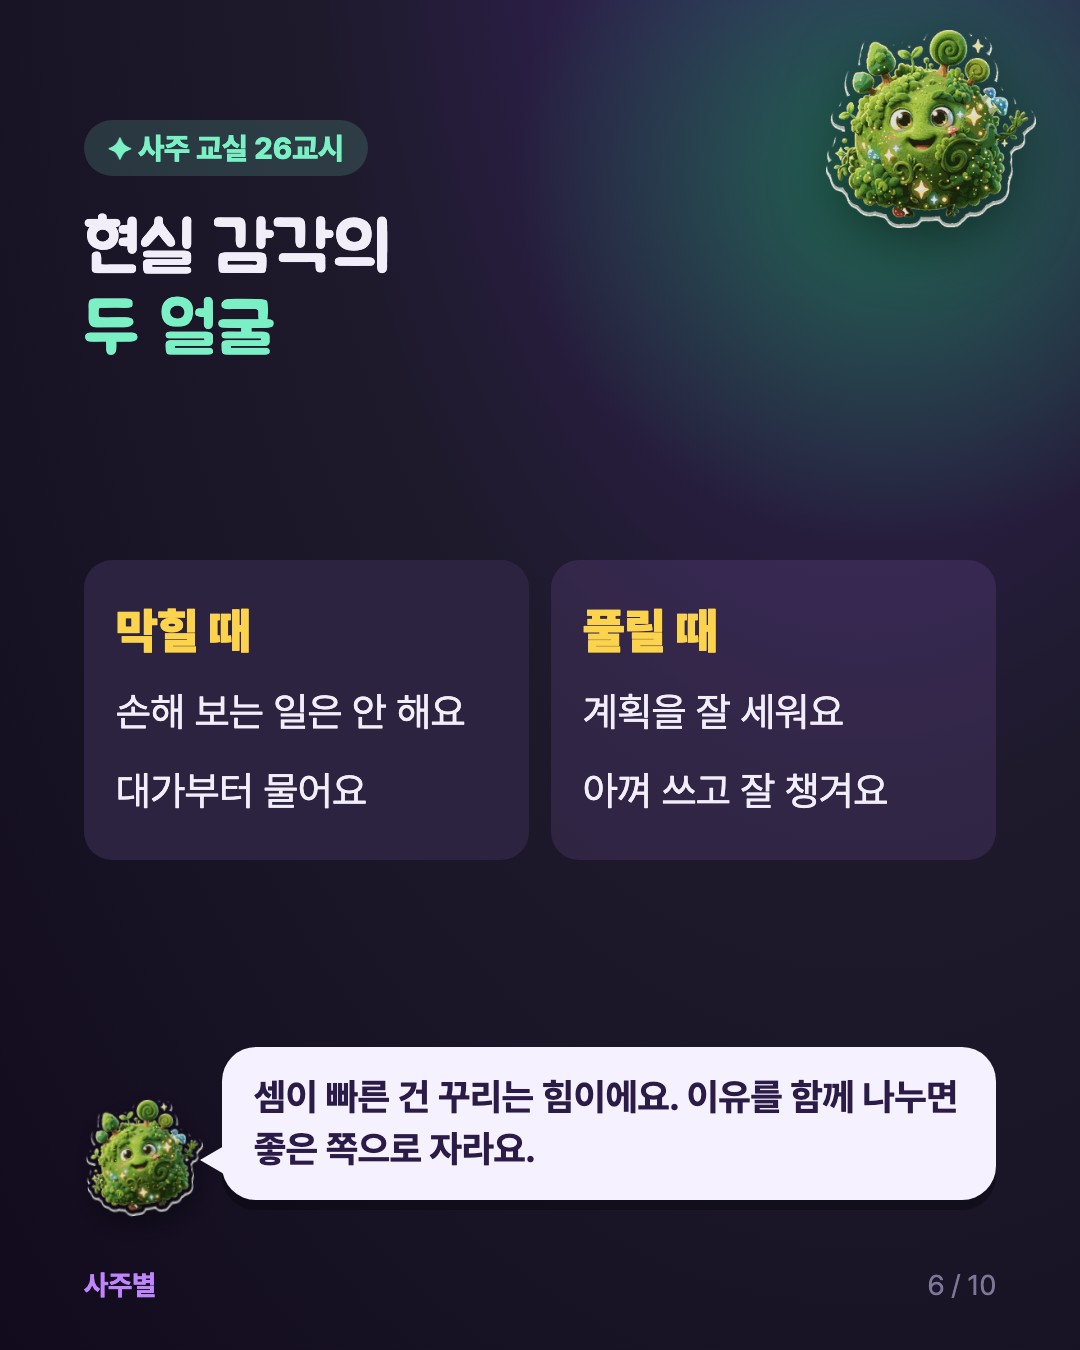 ✦ 사주 교실 26교시
현실 감각의
두 얼굴
막힐 때
손해 보는 일은 안 해요
대가부터 물어요
풀릴 때
계획을 잘 세워요
아껴 쓰고 잘 챙겨요
셈이 빠른 건 꾸리는 힘이에요. 이유를 함께 나누면
좋은 쪽으로 자라요.
사주별
6 / 10